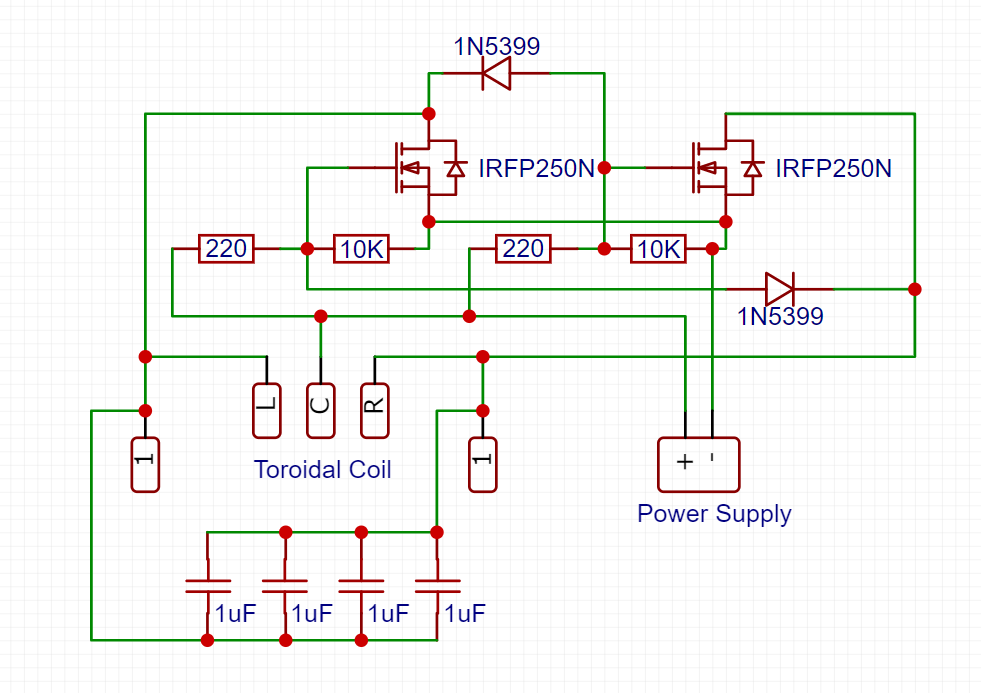 1N5399
IRFP250N
IRFP250N
220
10K
220
10K
1N5399
L
C
R
1
Toroidal Coil
1
+ -
Power Supply
1uF
1uF
1uF
1uF